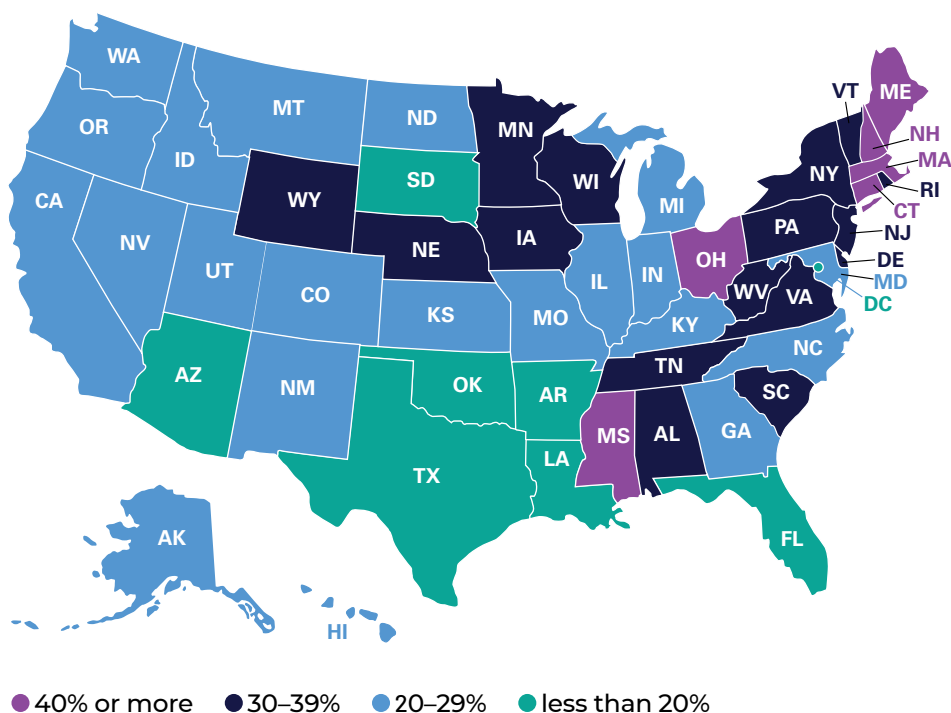 WA
VT
ME
MT
ND
MN
OR
NH
ID
MA
SD
WI
NY
RI
CA
WY
MI
CT
PA
NJ
NV
NE
IA
OH
DE
UT
IL
IN
MD
CO
WV
VA
DC
KS
MO
KY
NC
AZ
NM
OK
AR
TN
SC
MS
AL
GA
TX
LA
AK
FL
HI
40% or more 30–39% 20–29% less than 20%